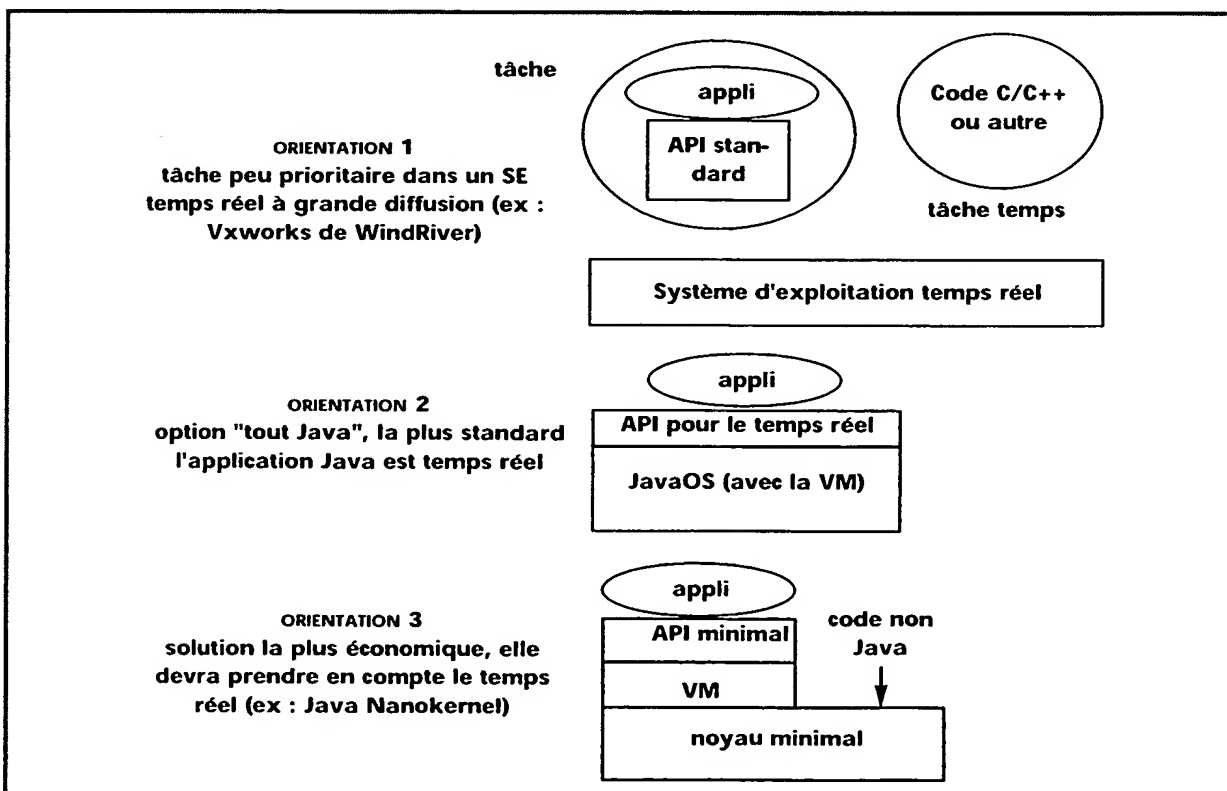 tâche
appli
API stan-
dard
Code C/C++
ou autre
tâche temps
ORIENTATION 1
tâche peu prioritaire dans un SE
temps réel à grande diffusion (ex :
Vxworks de WindRiver)
Système d'exploitation temps réel
ORIENTATION 2
option "tout Java", la plus standard
l'application Java est temps réel
appli
API pour le temps réel
JavaOS (avec la VM)
ORIENTATION 3
solution la plus économique, elle
devra prendre en compte le temps
réel (ex : Java Nanokernel)
appli
API minimal
VM
code non
Java
noyau minimal